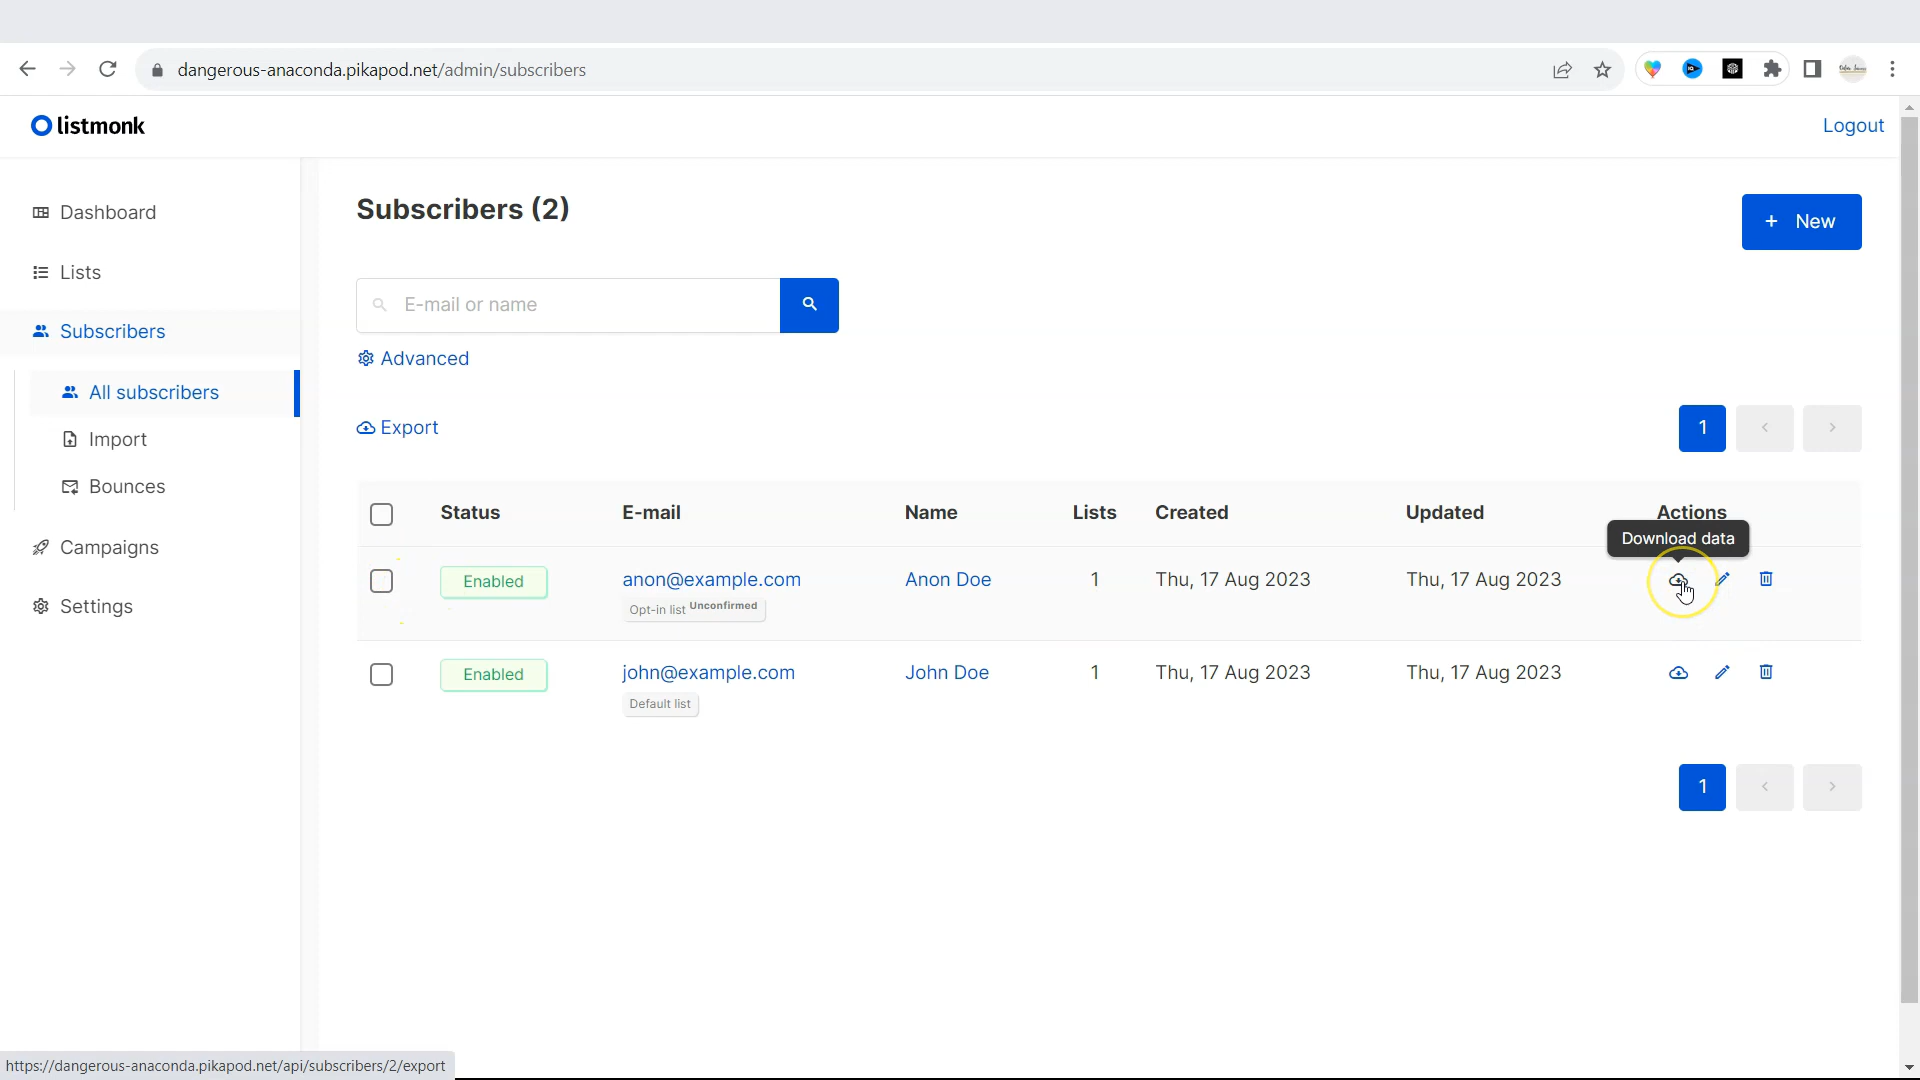 dangerous-anaconda.pikapod.net/admin/subscribers
listmonk
Logout
Dashboard
Lists
Subscribers
All subscribers
Import
Bounces
Campaigns
Settings
Subscribers (2)
+ New
E-mail or name
Advanced
Export
1
Status E-mail Name Lists Created Updated Actions
Download data
Enabled anon@example.com Anon Doe 1 Thu, 17 Aug 2023 Thu, 17 Aug 2023
Opt-in list Unconfirmed
Enabled john@example.com John Doe 1 Thu, 17 Aug 2023 Thu, 17 Aug 2023
Default list
1
https://dangerous-anaconda.pikapod.net/api/subscribers/2/export